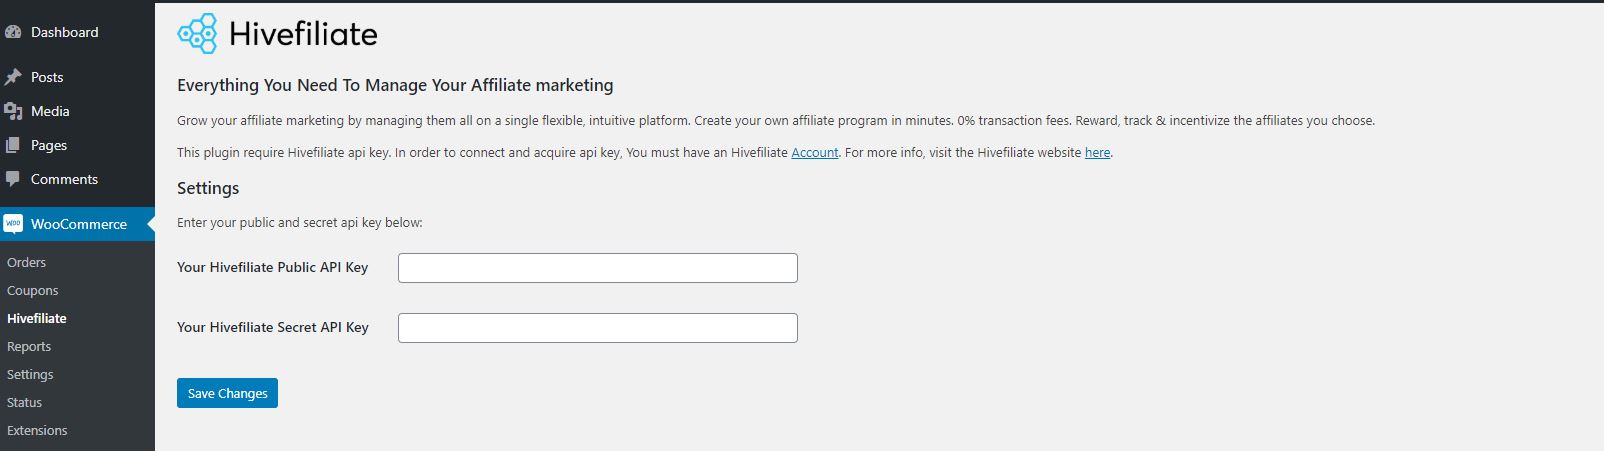 Dashboard
Posts
Media
Pages
Comments
woo WooCommerce
Orders
Coupons
Hivefiliate
Reports
Settings
Status
Extensions
Hivefiliate
Everything You Need To Manage Your Affiliate marketing
Grow your affiliate marketing by managing them all on a single flexible, intuitive platform. Create your own affiliate program in minutes. 0% transaction fees. Reward, track & incentivize the affiliates you choose.
This plugin require Hivefiliate api key. In order to connect and acquire api key, You must have an Hivefiliate Account. For more info, visit the Hivefiliate website here.
Settings
Enter your public and secret api key below:
Your Hivefiliate Public API Key
Your Hivefiliate Secret API Key
Save Changes